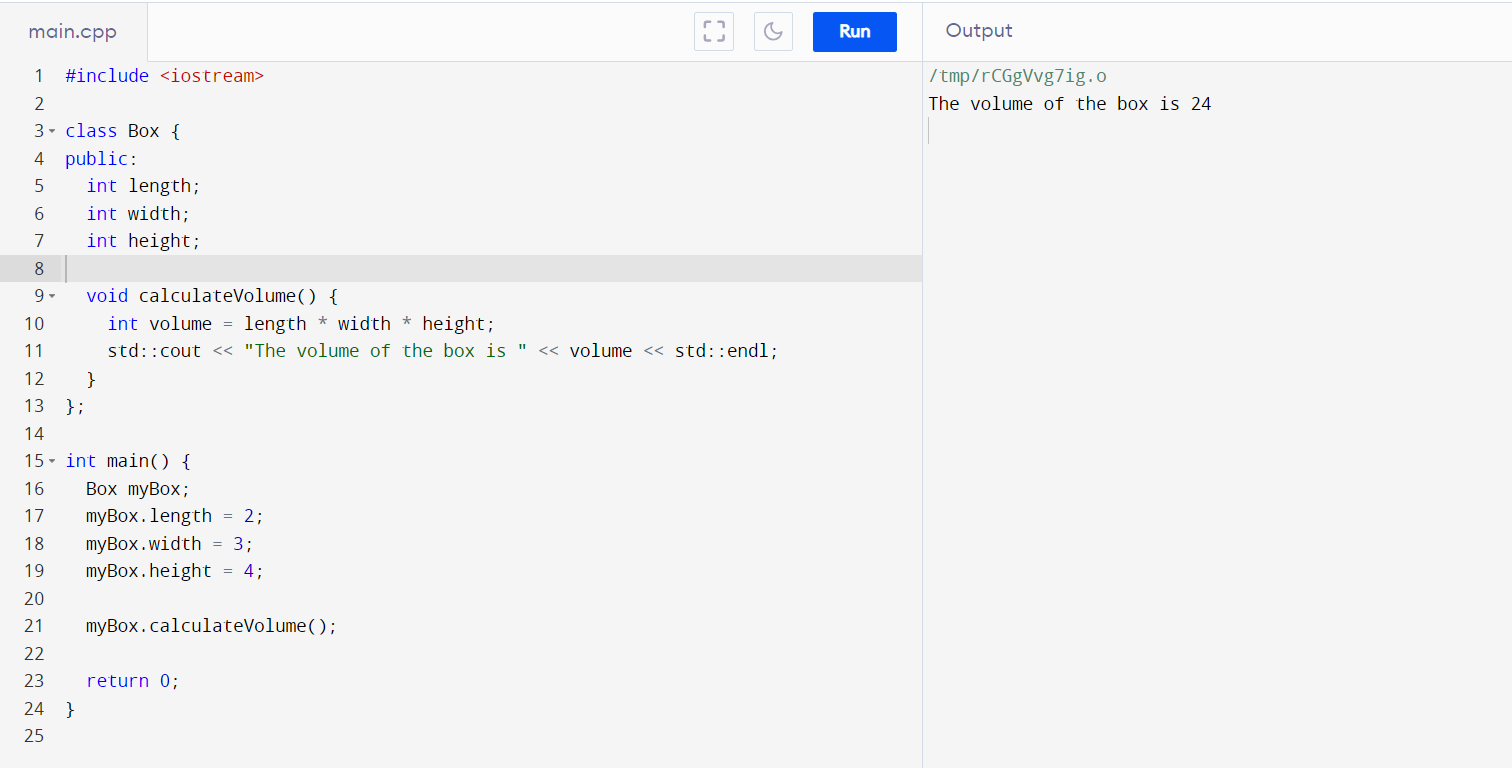 main.cpp
Run
Output
1 #include <iostream>
2
3 class Box {
4 public:
5   int length;
6   int width;
7   int height;
8
9   void calculateVolume() {
10     int volume = length * width * height;
11     std::cout << "The volume of the box is " << volume << std::endl;
12   }
13 };
14
15 int main() {
16   Box myBox;
17   myBox.length = 2;
18   myBox.width = 3;
19   myBox.height = 4;
20
21   myBox.calculateVolume();
22
23   return 0;
24 }
25
/tmp/rCGgVvg7ig.o
The volume of the box is 24